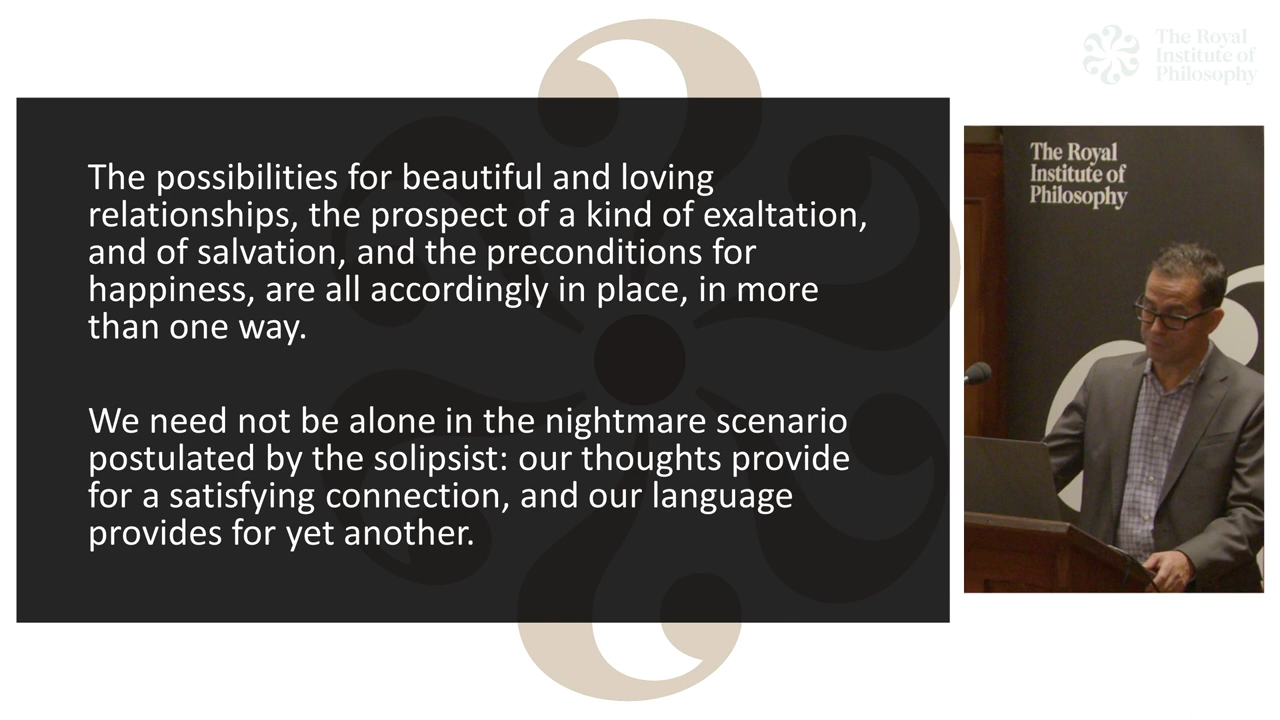 The Royal
Institute of
Philosophy
The possibilities for beautiful and loving
relationships, the prospect of a kind of exaltation,
and of salvation, and the preconditions for
happiness, are all accordingly in place, in more
than one way.
We need not be alone in the nightmare scenario
postulated by the solipsist: our thoughts provide
for a satisfying connection, and our language
provides for yet another.
The Royal
Institute of
Philosophy